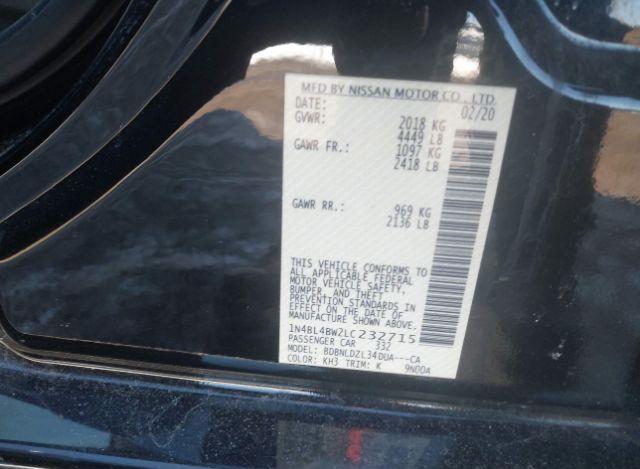 MFD BY NISSAN MOTOR CO., LTD.
DATE: 02/20
GVWR: 2018 KG
4449 LB
GAWR FR.: 1097 KG
2418 LB
GAWR RR.: 969 KG
2136 LB
THIS VEHICLE CONFORMS TO
ALL APPLICABLE FEDERAL
MOTOR VEHICLE SAFETY,
BUMPER, AND THEFT
PREVENTION STANDARDS IN
EFFECT ON THE DATE OF
MANUFACTURE SHOWN ABOVE.
1N4BL4BW2LC232715
PASSENGER CAR 332
MODEL: BDBNLDZL34DUA---CA
COLOR: KH3 TRIM: K 9N00A